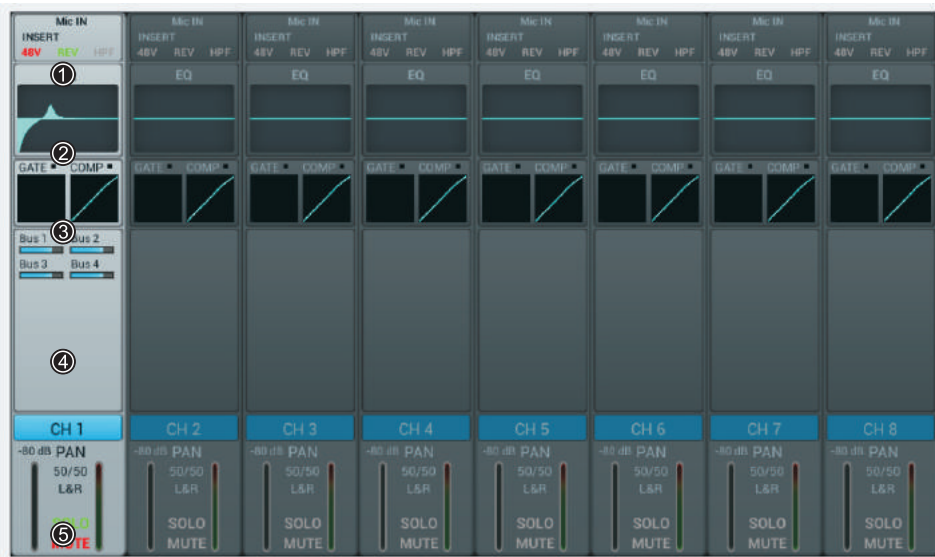 Mic IN Mic IN Mic IN Mic IN Mic IN Mic IN Mic IN Mic IN
INSERT INSERT INSERT INSERT INSERT INSERT INSERT INSERT
48V REV HPF 48V REV HPF 48V REV HPF 48V REV HPF 48V REV HPF 48V REV HPF 48V REV HPF 48V REV HPF
① EQ EQ EQ EQ EQ EQ EQ
②
GATE COMP GATE COMP GATE COMP GATE COMP GATE COMP GATE COMP GATE COMP GATE COMP
③
Bus 1 Bus 2
Bus 3 Bus 4
④
CH 1 CH 2 CH 3 CH 4 CH 5 CH 6 CH 7 CH 8
-80 dB PAN -80 dB PAN -80 dB PAN -80 dB PAN -80 dB PAN -80 dB PAN -80 dB PAN -80 dB PAN
50/50 50/50 50/50 50/50 50/50 50/50 50/50 50/50
L&R L&R L&R L&R L&R L&R L&R L&R
SOLO SOLO SOLO SOLO SOLO SOLO SOLO SOLO
⑤
MUTE MUTE MUTE MUTE MUTE MUTE MUTE MUTE